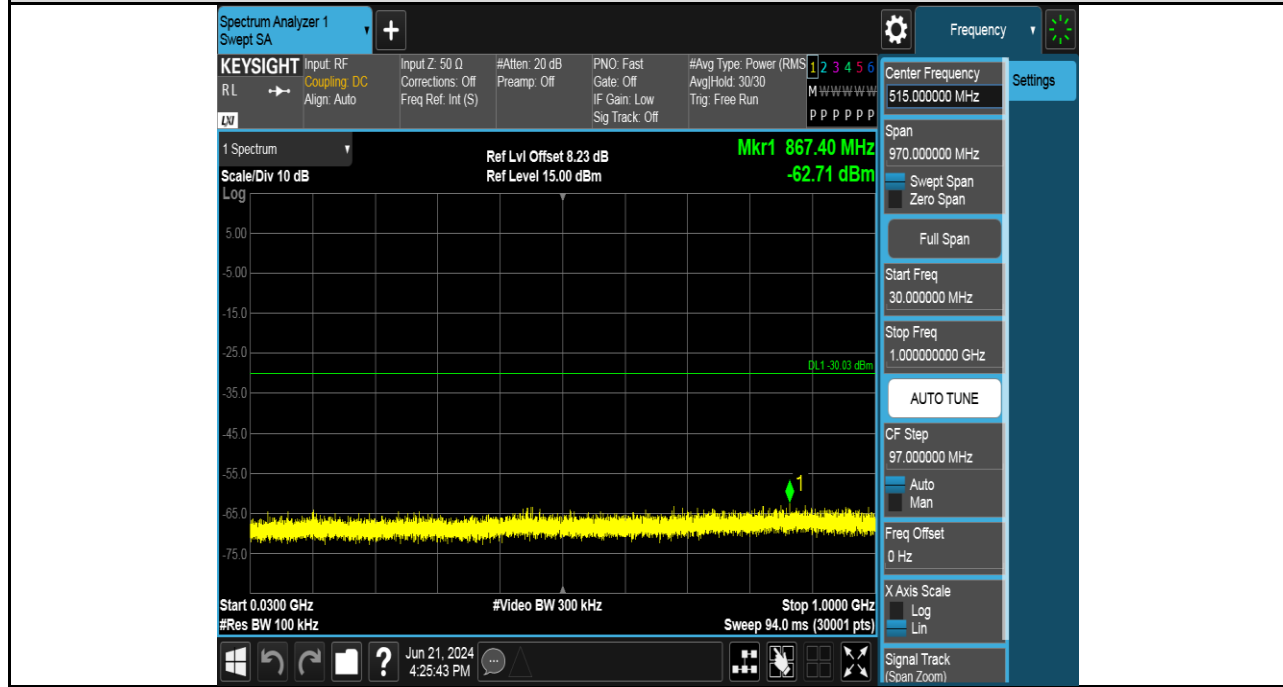 Spectrum Analyzer 1
Swept SA
+
Frequency
KEYSIGHT
RL
LXI
Input: RF
Coupling: DC
Align: Auto
Input Z: 50 Ω
Corrections: Off
Freq Ref: Int (S)
#Atten: 20 dB
Preamp: Off
PNO: Fast
Gate: Off
IF Gain: Low
Sig Track: Off
#Avg Type: Power (RMS
Avg|Hold: 30/30
Trig: Free Run
1 2 3 4 5 6
M W W W W W
P P P P P P
1 Spectrum
Scale/Div 10 dB
Log
Ref Lvl Offset 8.23 dB
Ref Level 15.00 dBm
Mkr1 867.40 MHz
-62.71 dBm
5.00
-5.00
-15.0
-25.0
DL1 -30.03 dBm
-35.0
-45.0
-55.0
1
-65.0
-75.0
Start 0.0300 GHz
#Res BW 100 kHz
#Video BW 300 kHz
Stop 1.0000 GHz
Sweep 94.0 ms (30001 pts)
?
Jun 21, 2024
4:25:43 PM
Center Frequency
515.000000 MHz
Span
970.000000 MHz
Swept Span
Zero Span
Full Span
Start Freq
30.000000 MHz
Stop Freq
1.000000000 GHz
AUTO TUNE
CF Step
97.000000 MHz
Auto
Man
Freq Offset
0 Hz
X Axis Scale
Log
Lin
Signal Track
(Span Zoom)
Settings